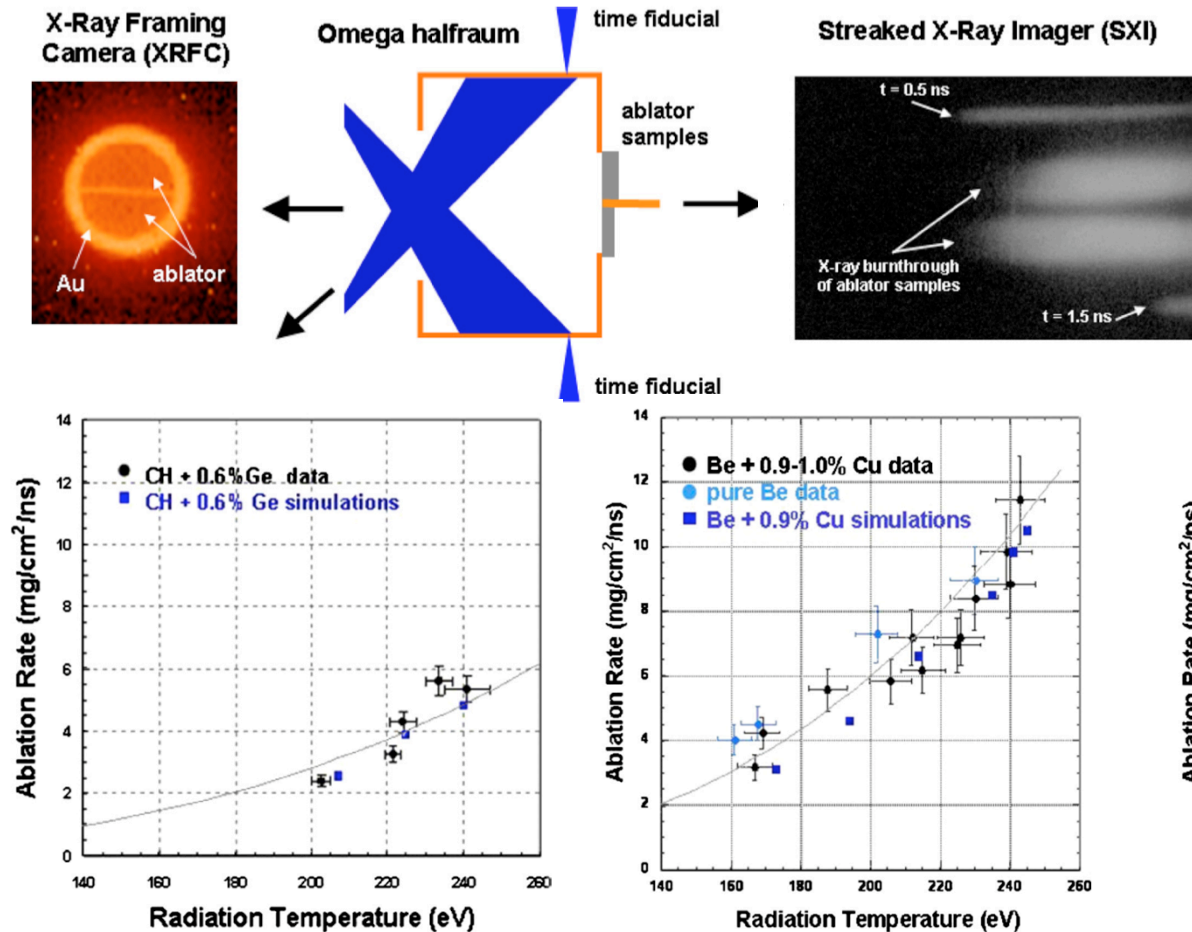 X-Ray Framing
Camera (XRFC)
Au
ablator
Omega halfraum
time fiducial
ablator
samples
time fiducial
Streaked X-Ray Imager (SXI)
t = 0.5 ns
X-ray burnthrough
of ablator samples
t = 1.5 ns
Ablation Rate (mg/cm²/ns)
14
12
10
8
6
4
2
0
CH + 0.6%Ge data
CH + 0.6% Ge simulations
140
160
180
200
220
240
260
Radiation Temperature (eV)
Ablation Rate (mg/cm²/ns)
14
12
10
8
6
4
2
0
Be + 0.9-1.0% Cu data
pure Be data
Be + 0.9% Cu simulations
140
160
180
200
220
240
260
Radiation Temperature (eV)
Ablation Rate (mg/cm²/ns)